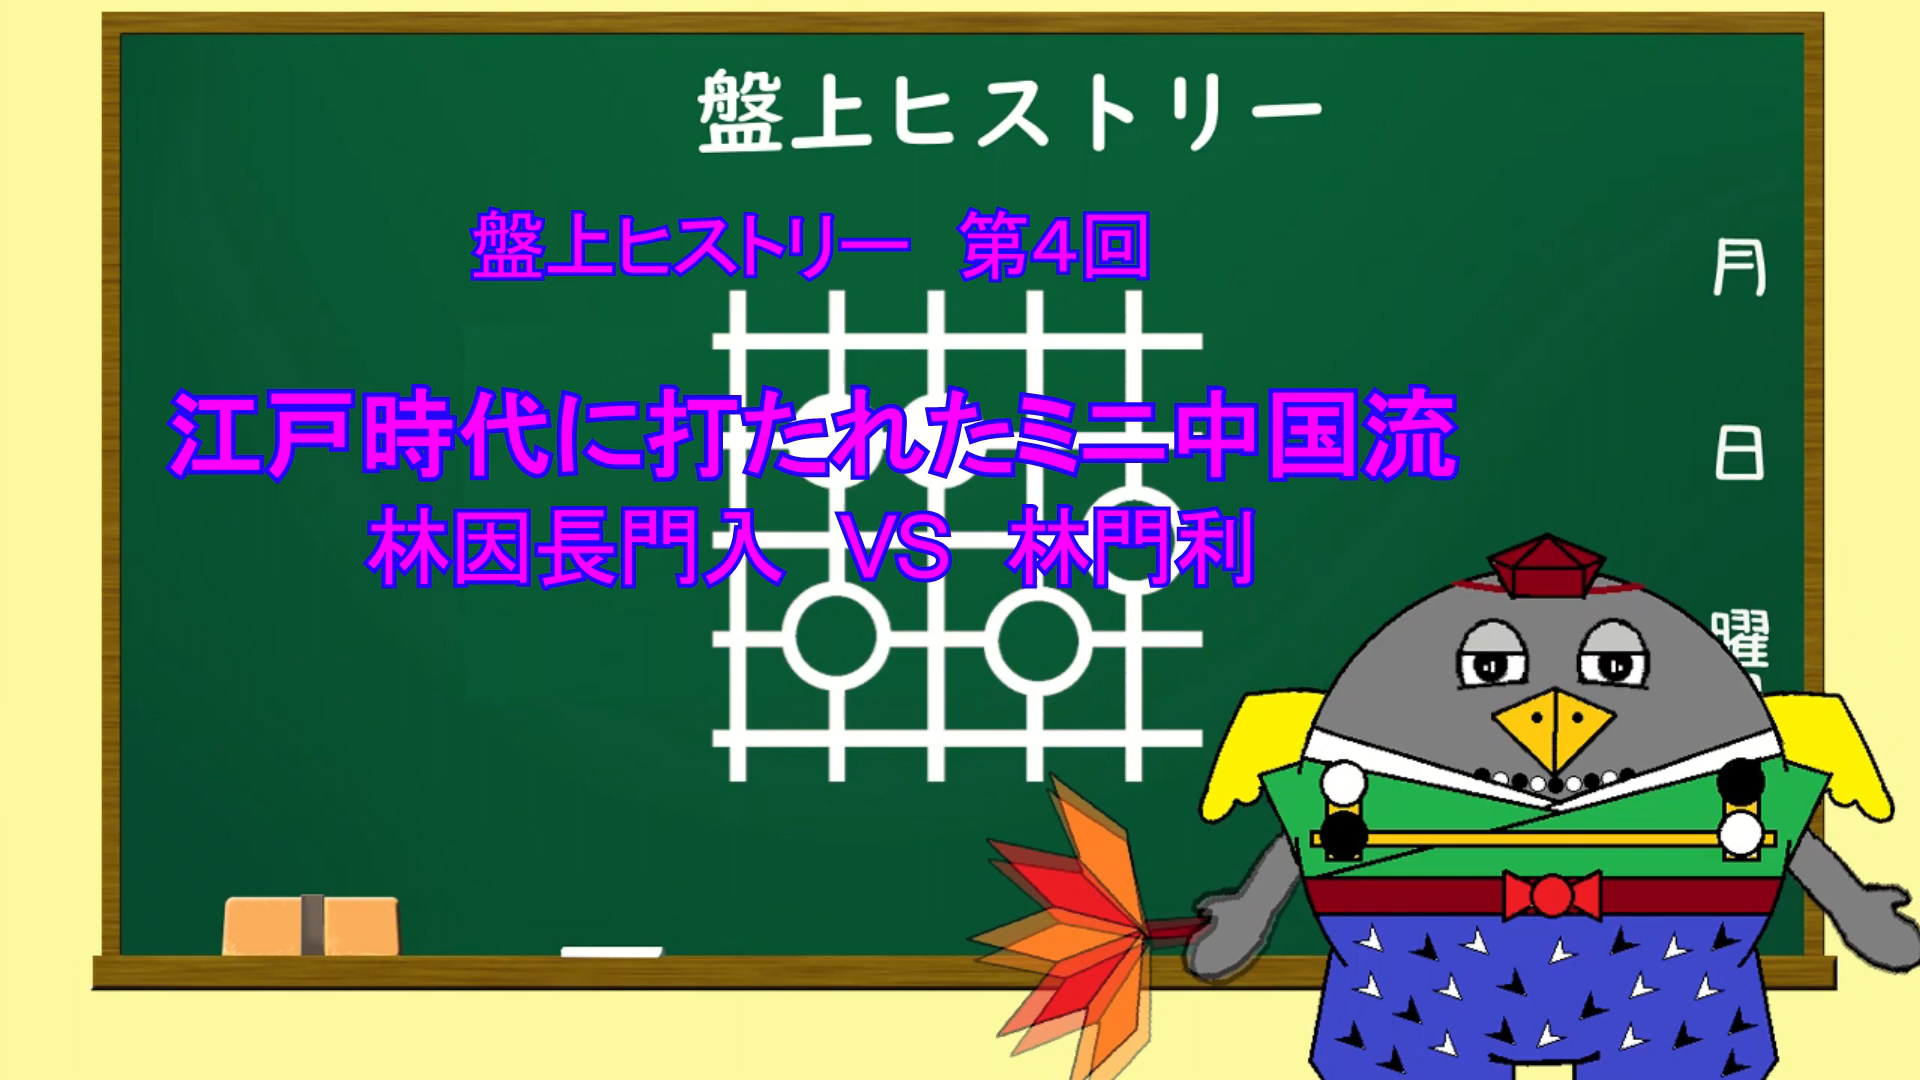 盤上ヒストリー
盤上ヒストリー　第4回
江戸時代に打たれたミニ中国流
林因長門入　VS　林門利
月
日
曜